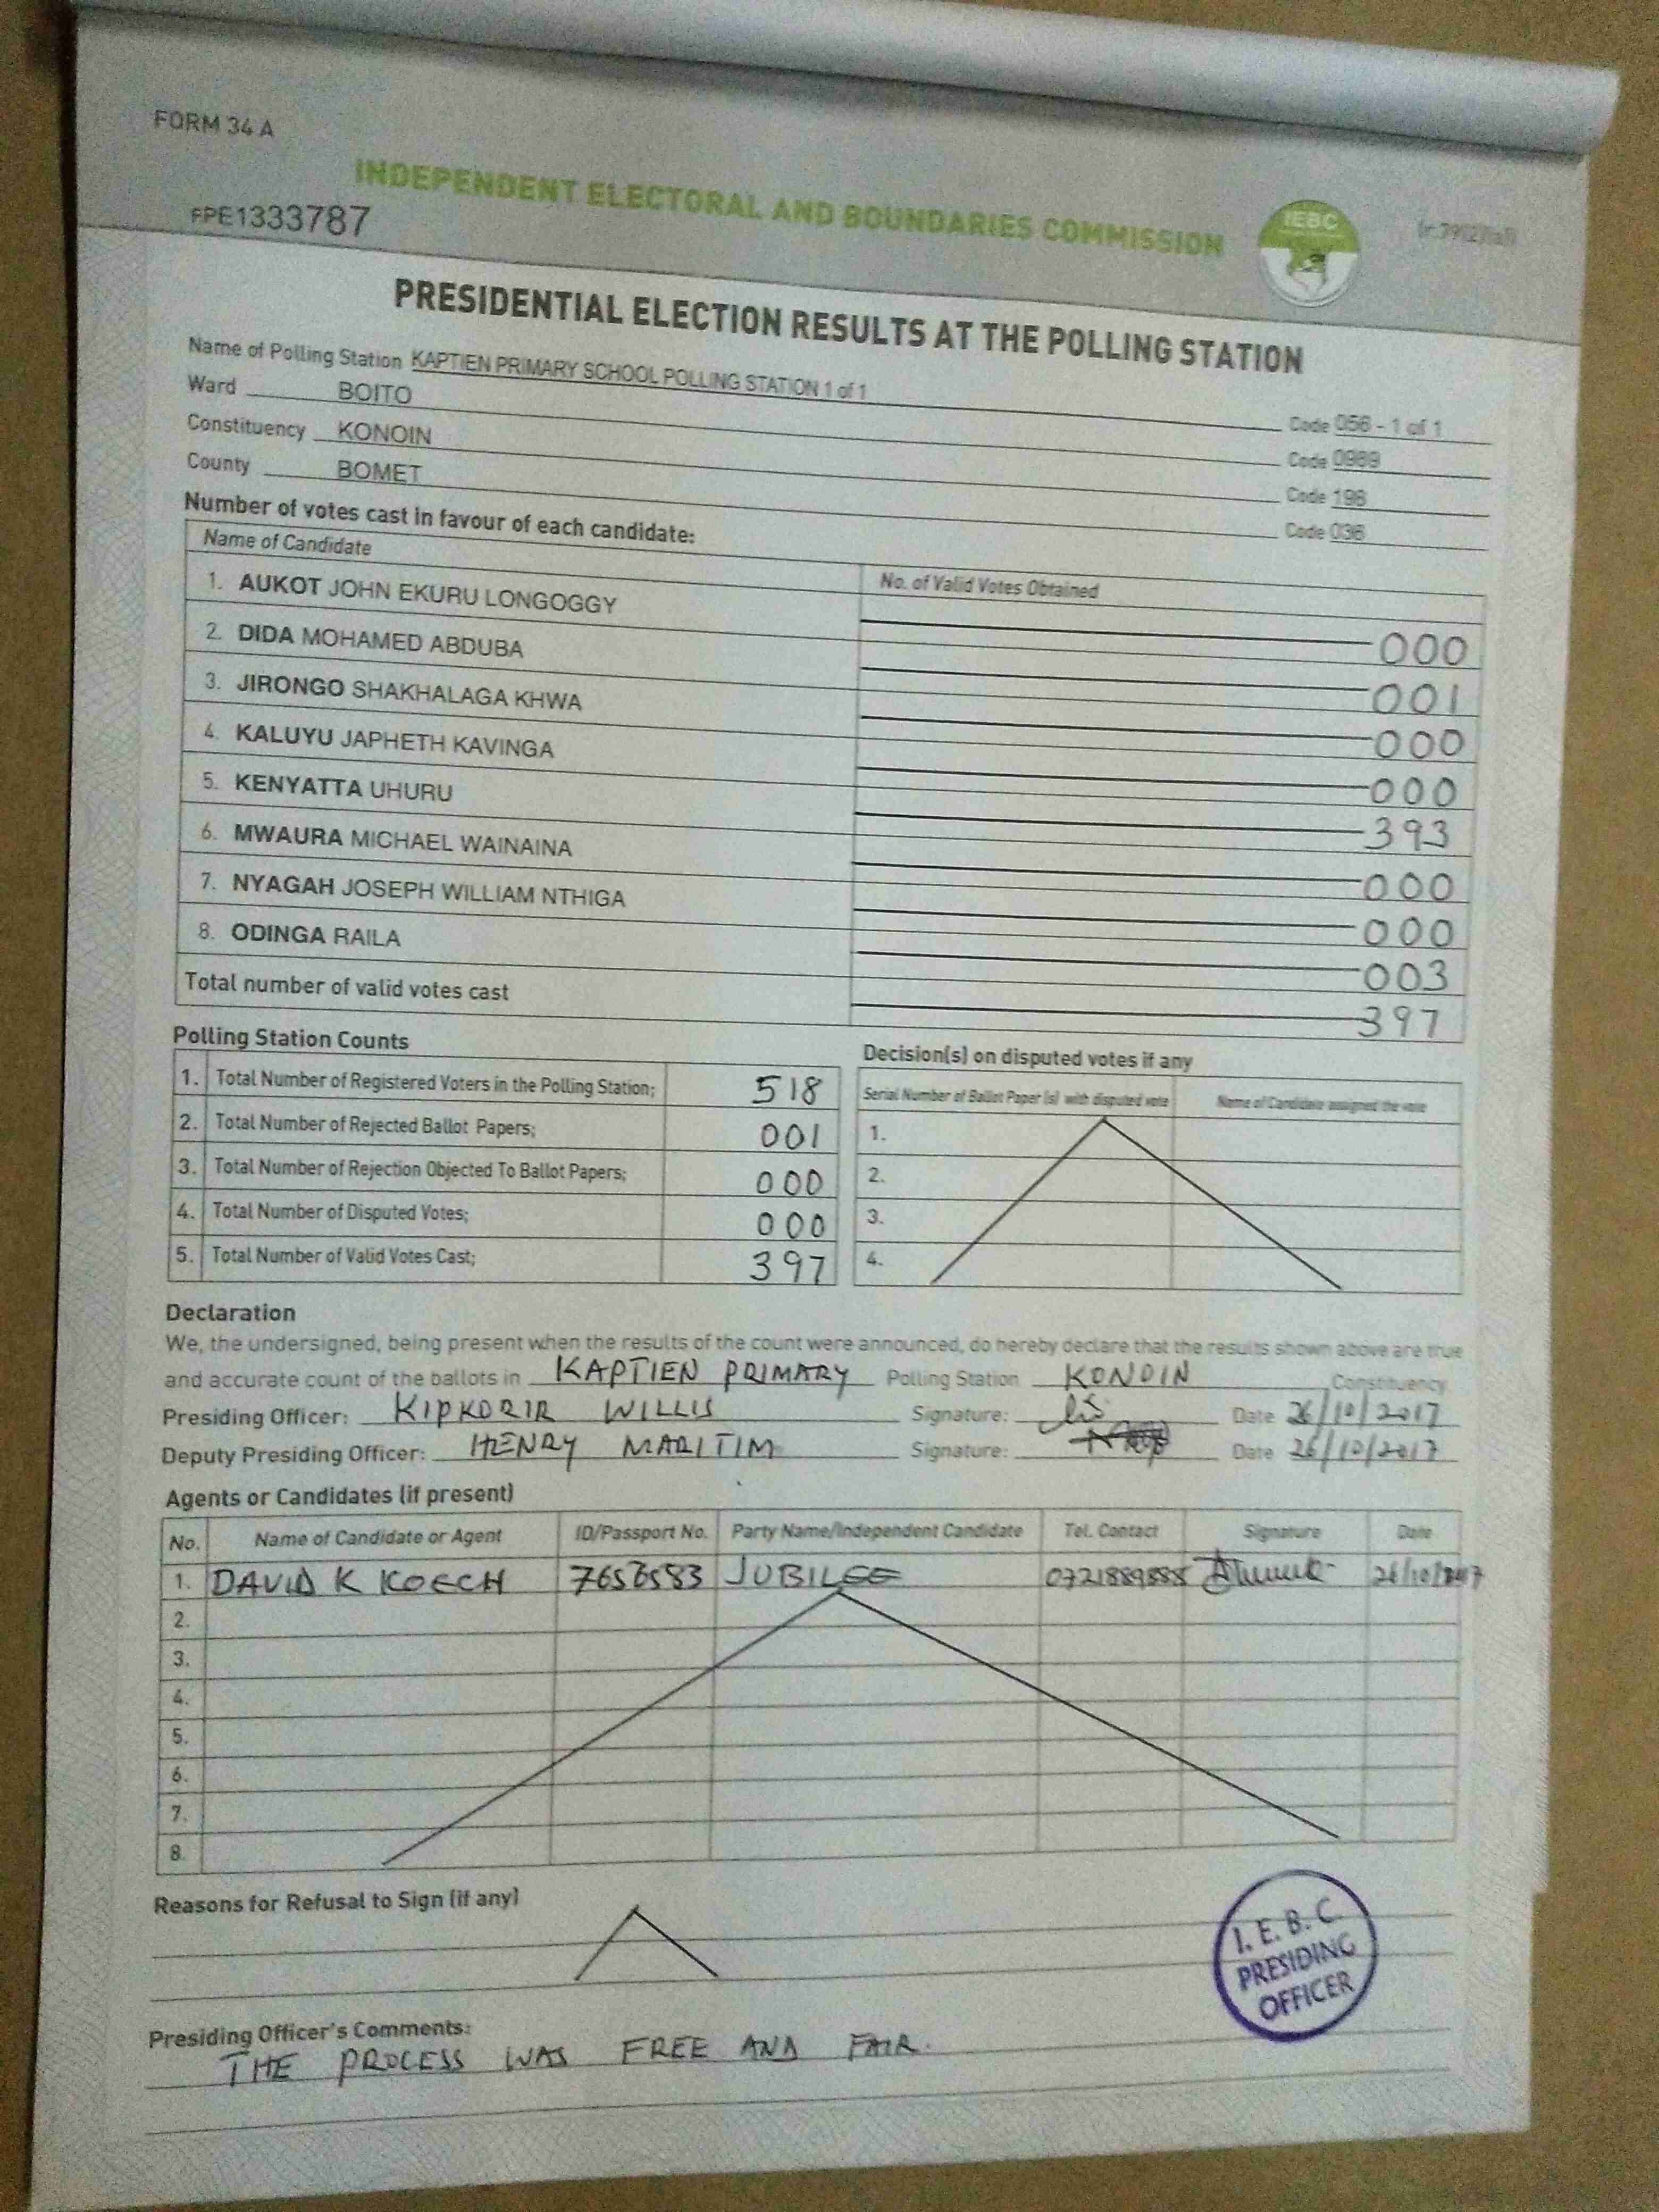 FORM 34 A
INDEPENDENT ELECTORAL AND BOUNDARIES COMMISSION
IEBC
PPE1333787
PRESIDENTIAL ELECTION RESULTS AT THE POLLING STATION
Name of Polling Station KAPTIEN PRIMARY SCHOOL POLLING STATION 1 of 1 Code 056 - 1 of 1
Ward BOITO Code 0989
Constituency KONOIN Code 198
County BOMET Code 036
Number of votes cast in favour of each candidate:
Name of Candidate No. of Valid Votes Obtained
1. AUKOT JOHN EKURU LONGOGGY 000
2. DIDA MOHAMED ABDUBA 001
3. JIRONGO SHAKHALAGA KHWA 000
4. KALUYU JAPHETH KAVINGA 000
5. KENYATTA UHURU 393
6. MWAURA MICHAEL WAINAINA 000
7. NYAGAH JOSEPH WILLIAM NTHIGA 000
8. ODINGA RAILA 003
Total number of valid votes cast 397
Polling Station Counts
1. Total Number of Registered Voters in the Polling Station; 518
2. Total Number of Rejected Ballot Papers; 001
3. Total Number of Rejection Objected To Ballot Papers; 000
4. Total Number of Disputed Votes; 000
5. Total Number of Valid Votes Cast; 397
Decision(s) on disputed votes if any
Serial Number of Ballot Paper (s) with disputed vote Name of Candidate assigned the vote
1.
2.
3.
4.
Declaration
We, the undersigned, being present when the results of the count were announced, do hereby declare that the results shown above are true
and accurate count of the ballots in KAPTIEN PRIMARY Polling Station KONOIN Constituency
Presiding Officer: KIPKORIR WILLIS Signature: Date 26/10/2017
Deputy Presiding Officer: HENRY MARITIM Signature: Date 26/10/2017
Agents or Candidates (if present)
No. Name of Candidate or Agent ID/Passport No. Party Name/Independent Candidate Tel. Contact Signature Date
1. DAVID K KOECH 7656583 JUBILEE 0721889888 26/10/2017
2.
3.
4.
5.
6.
7.
8.
Reasons for Refusal to Sign (if any)
I. E. B. C.
PRESIDING
OFFICER
Presiding Officer's Comments:
THE PROCESS WAS FREE AND FAIR.